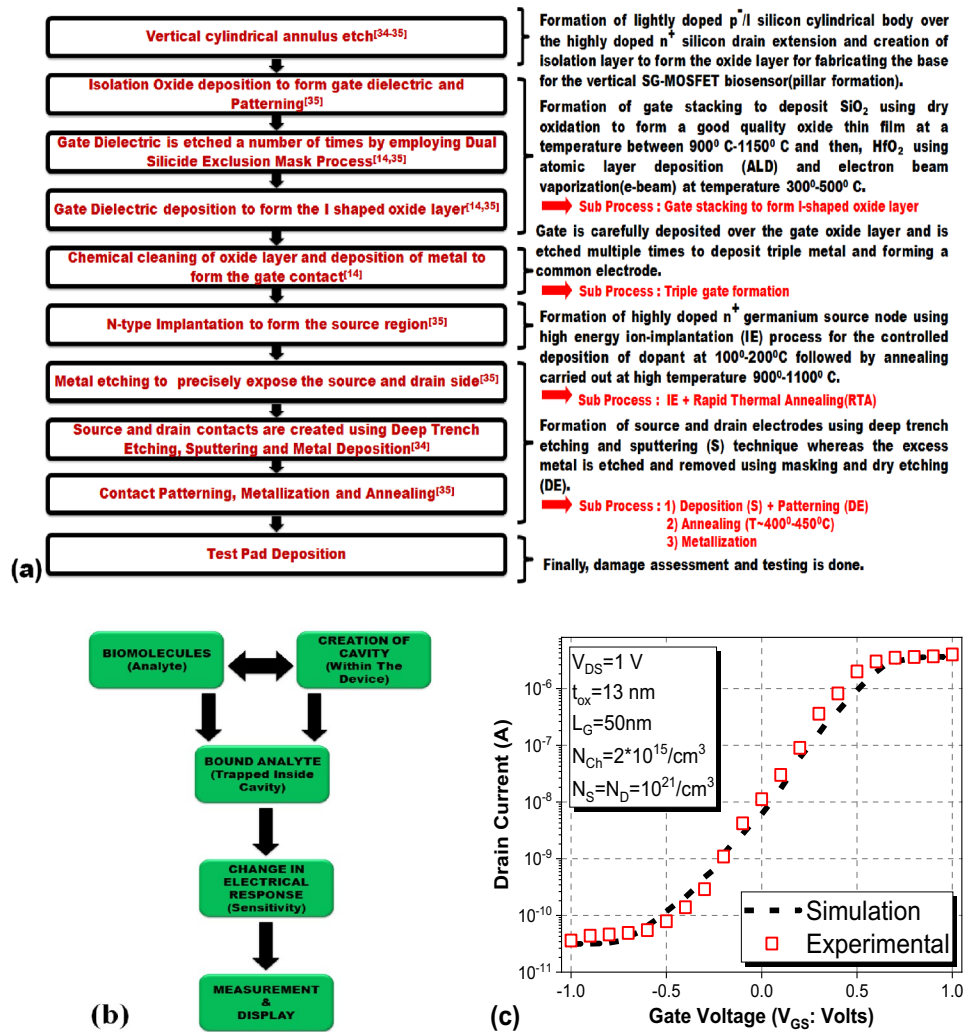 Vertical cylindrical annulus etch[34-35]
Isolation Oxide deposition to form gate dielectric and
Patterning[35]
Gate Dielectric is etched a number of times by employing Dual
Silicide Exclusion Mask Process[14,35]
Gate Dielectric deposition to form the I shaped oxide layer[14,35]
Chemical cleaning of oxide layer and deposition of metal to
form the gate contact[14]
N-type Implantation to form the source region[35]
Metal etching to precisely expose the source and drain side[35]
Source and drain contacts are created using Deep Trench
Etching, Sputtering and Metal Deposition[34]
Contact Patterning, Metallization and Annealing[35]
Test Pad Deposition
(a)
Formation of lightly doped p⁻/I silicon cylindrical body over
the highly doped n⁺ silicon drain extension and creation of
isolation layer to form the oxide layer for fabricating the base
for the vertical SG-MOSFET biosensor(pillar formation).
Formation of gate stacking to deposit SiO₂ using dry
oxidation to form a good quality oxide thin film at a
temperature between 900⁰ C-1150⁰ C and then, HfO₂ using
atomic layer deposition (ALD) and electron beam
vaporization(e-beam) at temperature 300⁰-500⁰ C.
Sub Process : Gate stacking to form I-shaped oxide layer
Gate is carefully deposited over the gate oxide layer and is
etched multiple times to deposit triple metal and forming a
common electrode.
Sub Process : Triple gate formation
Formation of highly doped n⁺ germanium source node using
high energy ion-implantation (IE) process for the controlled
deposition of dopant at 100⁰-200⁰C followed by annealing
carried out at high temperature 900⁰-1100⁰ C.
Sub Process : IE + Rapid Thermal Annealing(RTA)
Formation of source and drain electrodes using deep trench
etching and sputtering (S) technique whereas the excess
metal is etched and removed using masking and dry etching
(DE).
Sub Process : 1) Deposition (S) + Patterning (DE)
2) Annealing (T~400⁰-450⁰C)
3) Metallization
Finally, damage assessment and testing is done.
BIOMOLECULES
(Analyte)
CREATION OF
CAVITY
(Within The
Device)
BOUND ANALYTE
(Trapped Inside
Cavity)
CHANGE IN
ELECTRICAL
RESPONSE
(Sensitivity)
MEASUREMENT
&
DISPLAY
(b)
Drain Current (A)
10⁻⁶
10⁻⁷
10⁻⁸
10⁻⁹
10⁻¹⁰
10⁻¹¹
V_DS=1 V
t_ox=13 nm
L_G=50nm
N_Ch=2*10¹⁵/cm³
N_S=N_D=10²¹/cm³
Simulation
Experimental
-1.0 -0.5 0.0 0.5 1.0
Gate Voltage (V_GS: Volts)
(c)